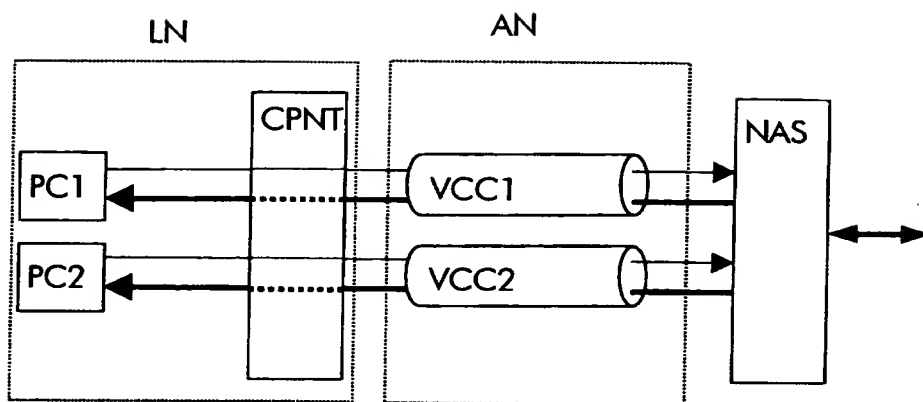 LN
AN
CPNT
NAS
PC1
VCC1
PC2
VCC2